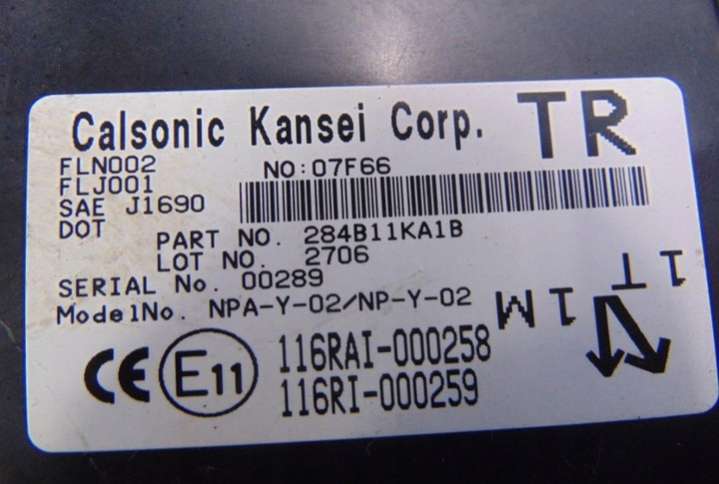 Calsonic Kansei Corp. TR
FLN002 NO:07F66
FLJ001
SAE J1690
DOT
PART NO. 284B11KA1B
LOT NO. 2706
SERIAL No. 00289
ModelNo. NPA-Y-02/NP-Y-02
1T
1M
CE E11 116RAI-000258
116RI-000259